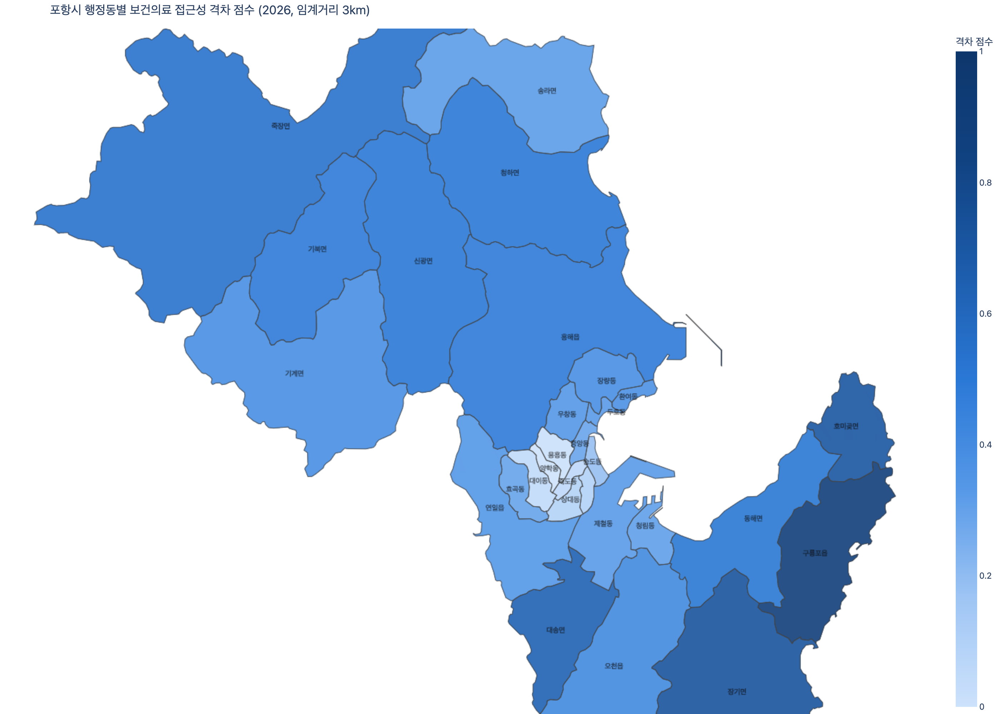 포항시 행정동별 보건의료 접근성 격차 점수 (2026, 임계거리 3km)
격차 점수
1
0.8
0.6
0.4
0.2
0
송라면
죽장면
청하면
기북면
신광면
흥해읍
기계면
장량동
환여동
두호동
우창동
호미곶면
중앙동
용흥동
송도동
양학동
대이동
죽도동
효곡동
상대동
연일읍
제철동
청림동
동해면
구룡포읍
대송면
오천읍
장기면